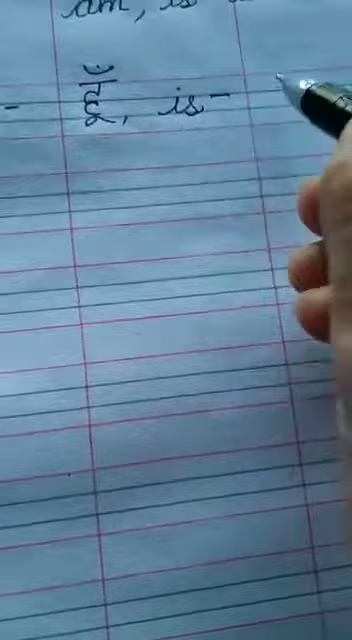 am, is
हूँ, is -